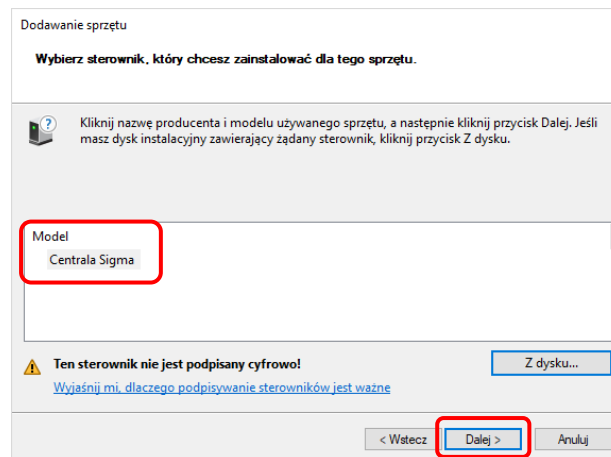 Dodawanie sprzętu
Wybierz sterownik, który chcesz zainstalować dla tego sprzętu.
Kliknij nazwę producenta i modelu używanego sprzętu, a następnie kliknij przycisk Dalej. Jeśli
masz dysk instalacyjny zawierający żądany sterownik, kliknij przycisk Z dysku.
Model
Centrala Sigma
Ten sterownik nie jest podpisany cyfrowo!
Z dysku...
Wyjaśnij mi, dlaczego podpisywanie sterowników jest ważne
< Wstecz Dalej > Anuluj